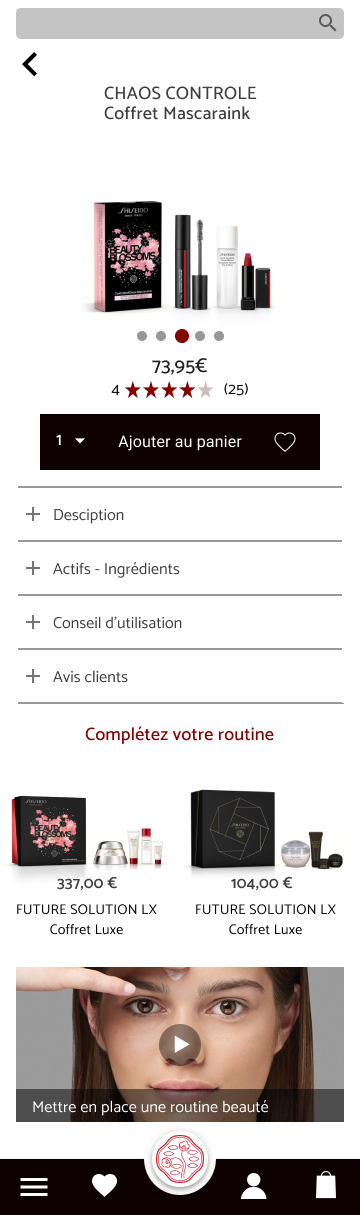 CHAOS CONTROLE
Coffret Mascaraink
SHISEIDO
BEAUTY
BLOSSOMS
73,95€
4 (25)
1 Ajouter au panier
Desciption
Actifs - Ingrédients
Conseil d'utilisation
Avis clients
Complétez votre routine
SHISEIDO
BEAUTY
BLOSSOMS
SHISEIDO
337,00 €
104,00 €
FUTURE SOLUTION LX
Coffret Luxe
FUTURE SOLUTION LX
Coffret Luxe
Mettre en place une routine beauté